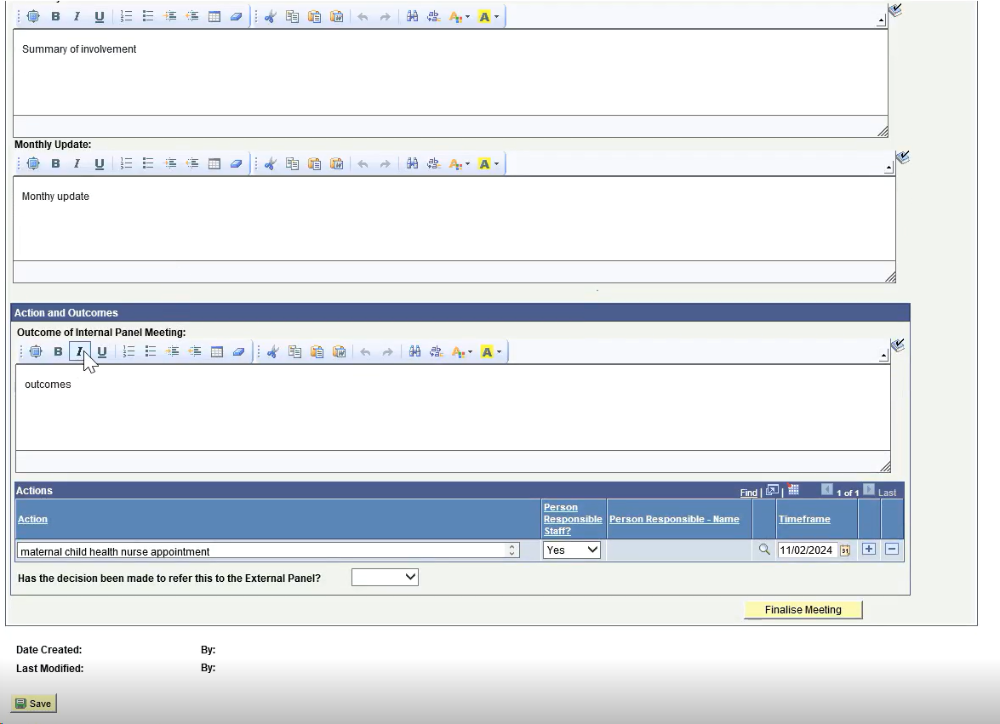 Summary of involvement
Monthly Update:
Monthy update
Action and Outcomes
Outcome of Internal Panel Meeting:
outcomes
Actions
Find | | 1 of 1 Last
Action
Person Responsible Staff?
Person Responsible - Name
Timeframe
maternal child health nurse appointment
Yes
11/02/2024
Has the decision been made to refer this to the External Panel?
Finalise Meeting
Date Created: By:
Last Modified: By:
Save